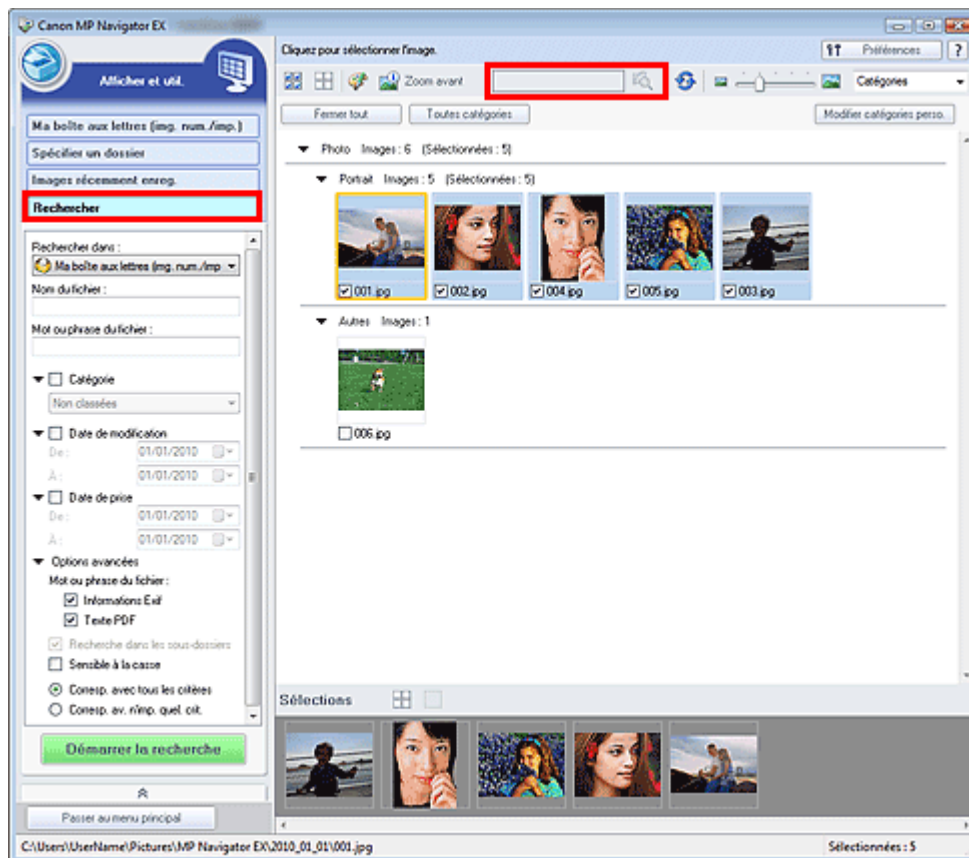 Canon MP Navigator EX
Cliquez pour sélectionner l'image.
Préférences
?
Afficher et util.
Zoom avant
Catégories
Fermer tout
Toutes catégories
Modifier catégories perso.
Ma boîte aux lettres (img. num./imp.)
Spécifier un dossier
Images récemment enreg.
Rechercher
Rechercher dans :
Ma boîte aux lettres (img. num./imp
Nom du fichier :
Mot ou phrase du fichier :
Catégorie
Non classées
Date de modification
De : 01/01/2010
À : 01/01/2010
Date de prise
De : 01/01/2010
À : 01/01/2010
Options avancées
Mot ou phrase du fichier :
Informations Exif
Texte PDF
Recherche dans les sous-dossiers
Sensible à la casse
Corresp. avec tous les critères
Corresp. av. n'imp. quel. crit.
Démarrer la recherche
Passer au menu principal
Photo Images : 6 (Sélectionnées : 5)
Portrait Images : 5 (Sélectionnées : 5)
001.jpg 002.jpg 004.jpg 005.jpg 003.jpg
Autres Images : 1
006.jpg
Sélections
C:\Users\UserName\Pictures\MP Navigator EX\2010_01_01\001.jpg
Sélectionnées : 5